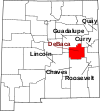 Quay
Guadalupe
Curry
DeBaca
Lincoln
Chaves
Roosevelt